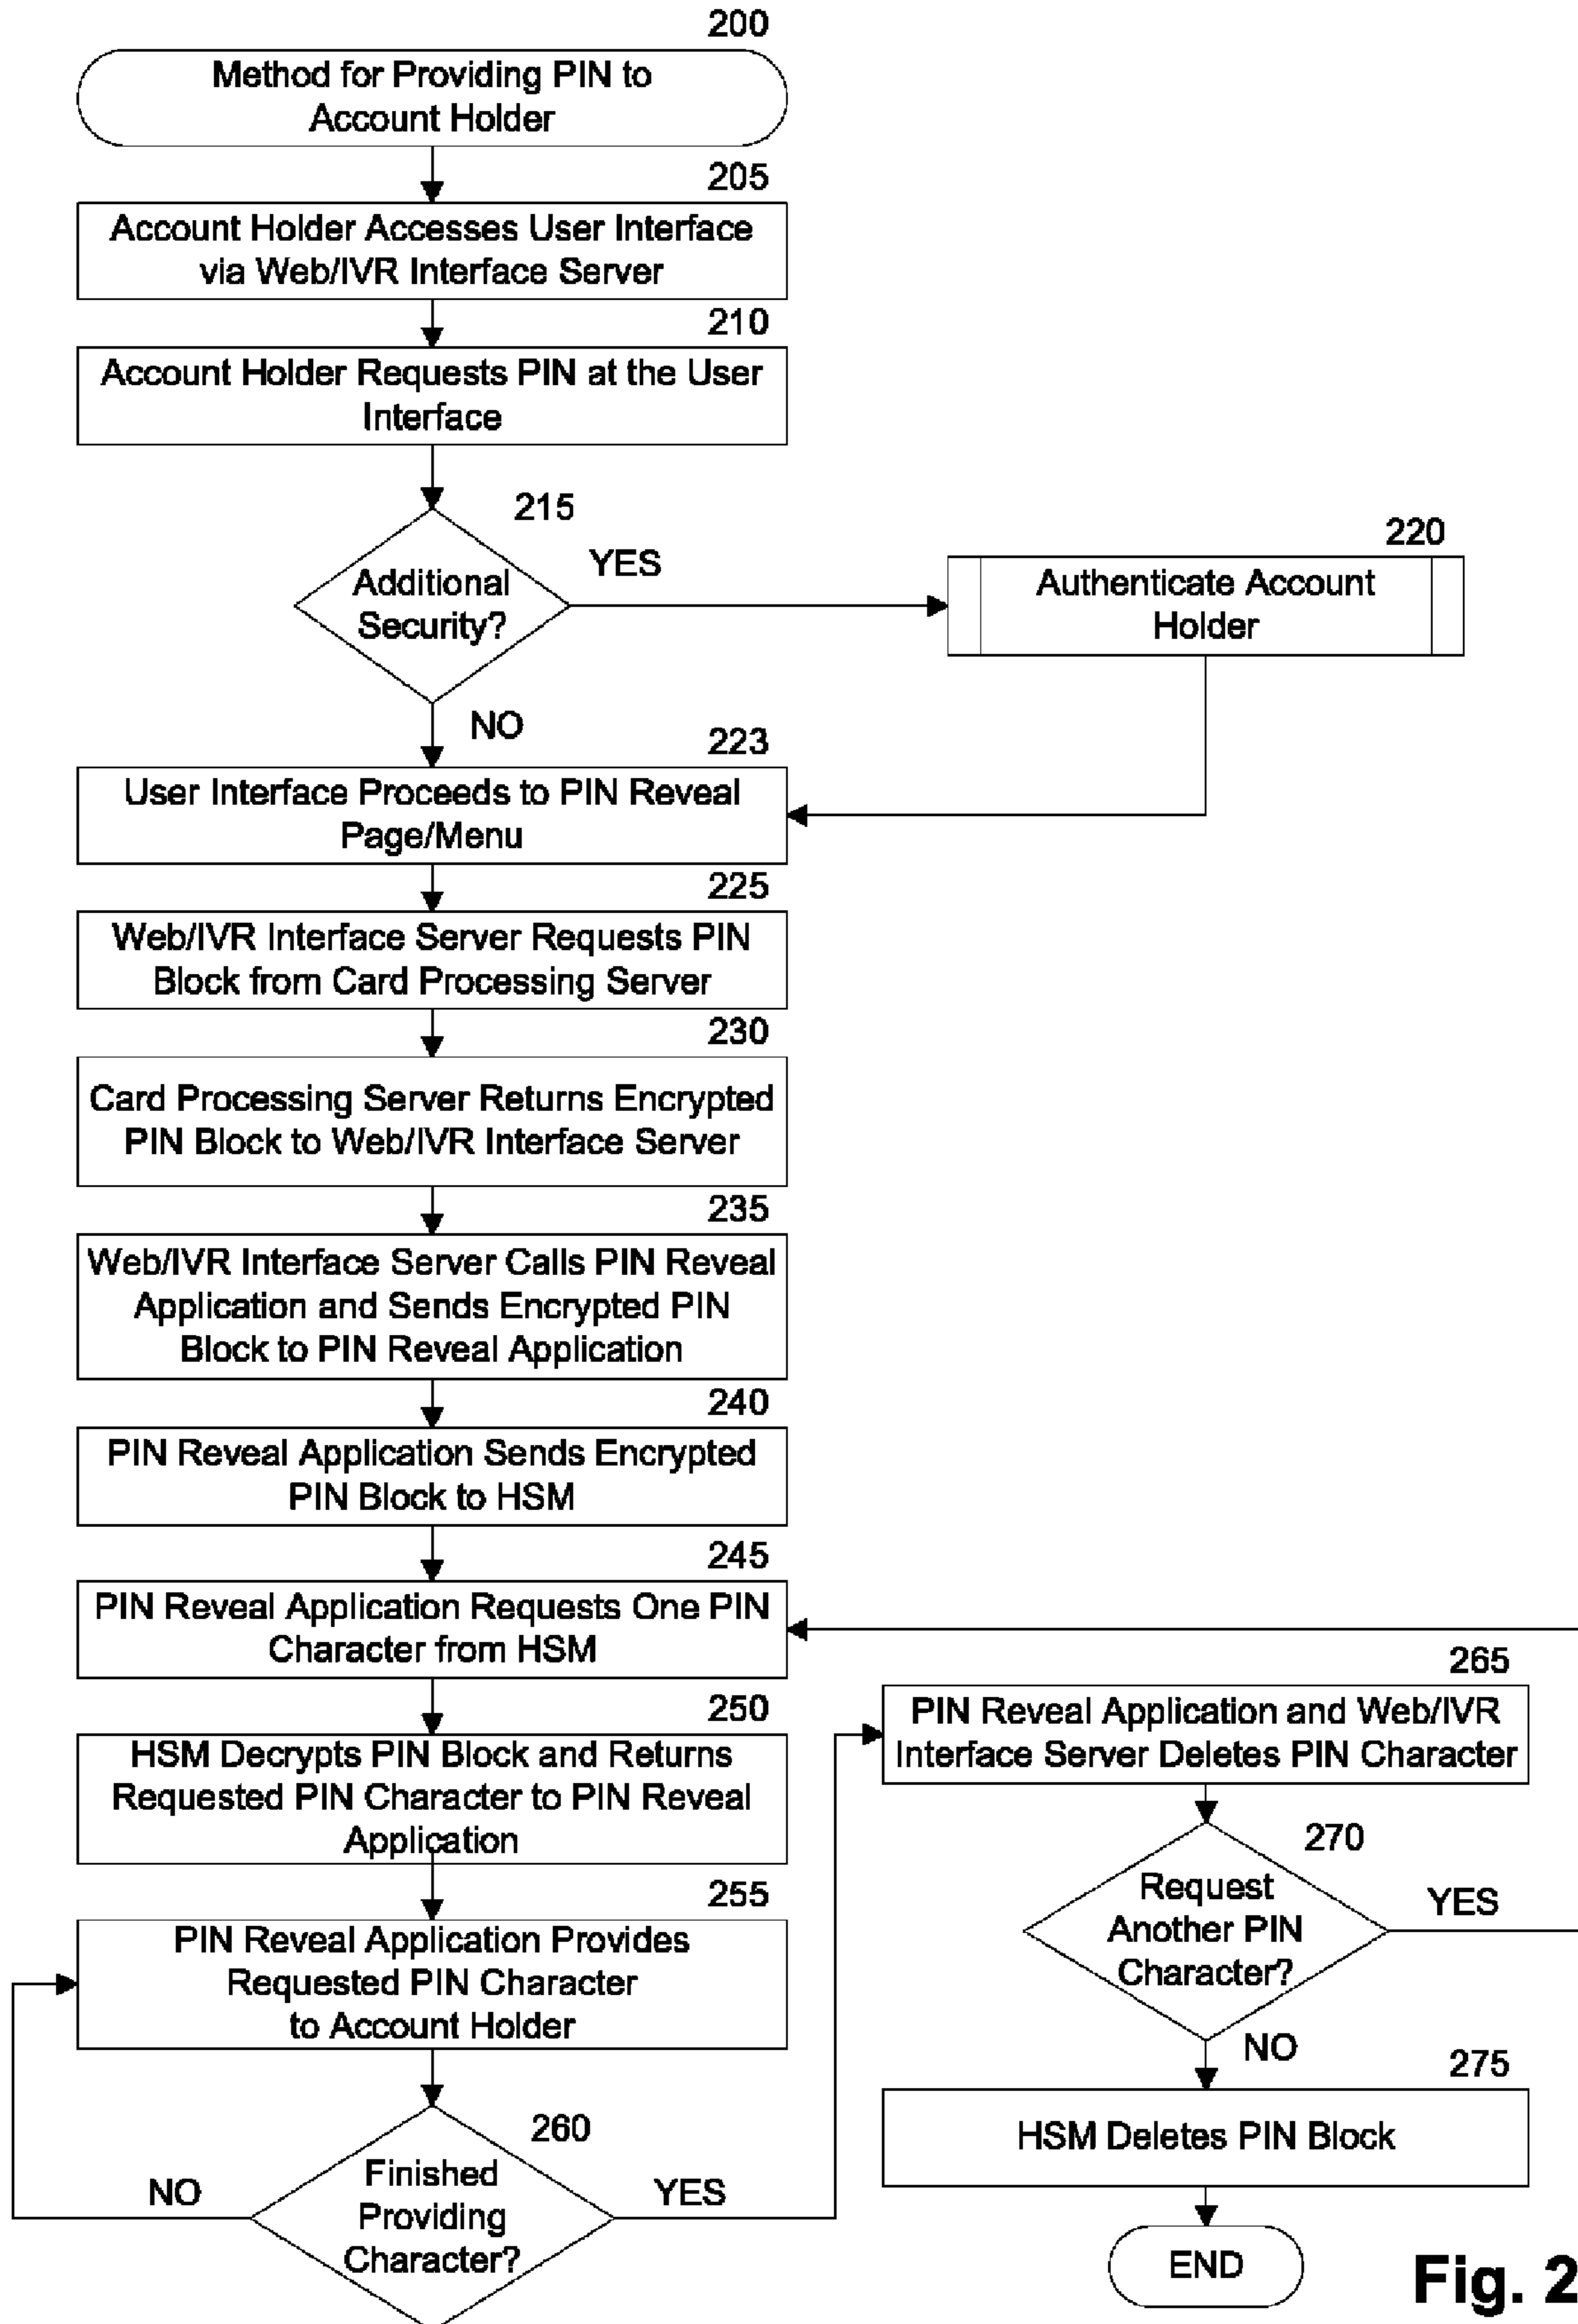 200
Method for Providing PIN to
Account Holder
205
Account Holder Accesses User Interface
via Web/IVR Interface Server
210
Account Holder Requests PIN at the User
Interface
215
Additional
Security?
YES
220
Authenticate Account
Holder
NO
223
User Interface Proceeds to PIN Reveal
Page/Menu
225
Web/IVR Interface Server Requests PIN
Block from Card Processing Server
230
Card Processing Server Returns Encrypted
PIN Block to Web/IVR Interface Server
235
Web/IVR Interface Server Calls PIN Reveal
Application and Sends Encrypted PIN
Block to PIN Reveal Application
240
PIN Reveal Application Sends Encrypted
PIN Block to HSM
245
PIN Reveal Application Requests One PIN
Character from HSM
250
HSM Decrypts PIN Block and Returns
Requested PIN Character to PIN Reveal
Application
255
PIN Reveal Application Provides
Requested PIN Character
to Account Holder
260
Finished
Providing
Character?
NO
YES
265
PIN Reveal Application and Web/IVR
Interface Server Deletes PIN Character
270
Request
Another PIN
Character?
YES
NO
275
HSM Deletes PIN Block
END
Fig. 2